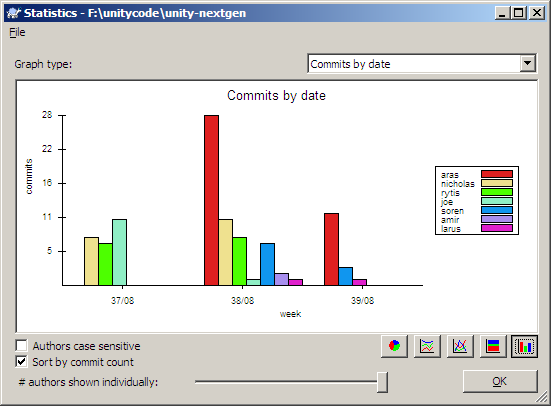 Statistics - F:\unitycode\unity-nextgen
File
Graph type:
Commits by date
Commits by date
28
22
16
11
5
commits
37/08
38/08
39/08
week
aras
nicholas
rytis
joe
soren
amir
larus
Authors case sensitive
Sort by commit count
# authors shown individually:
OK